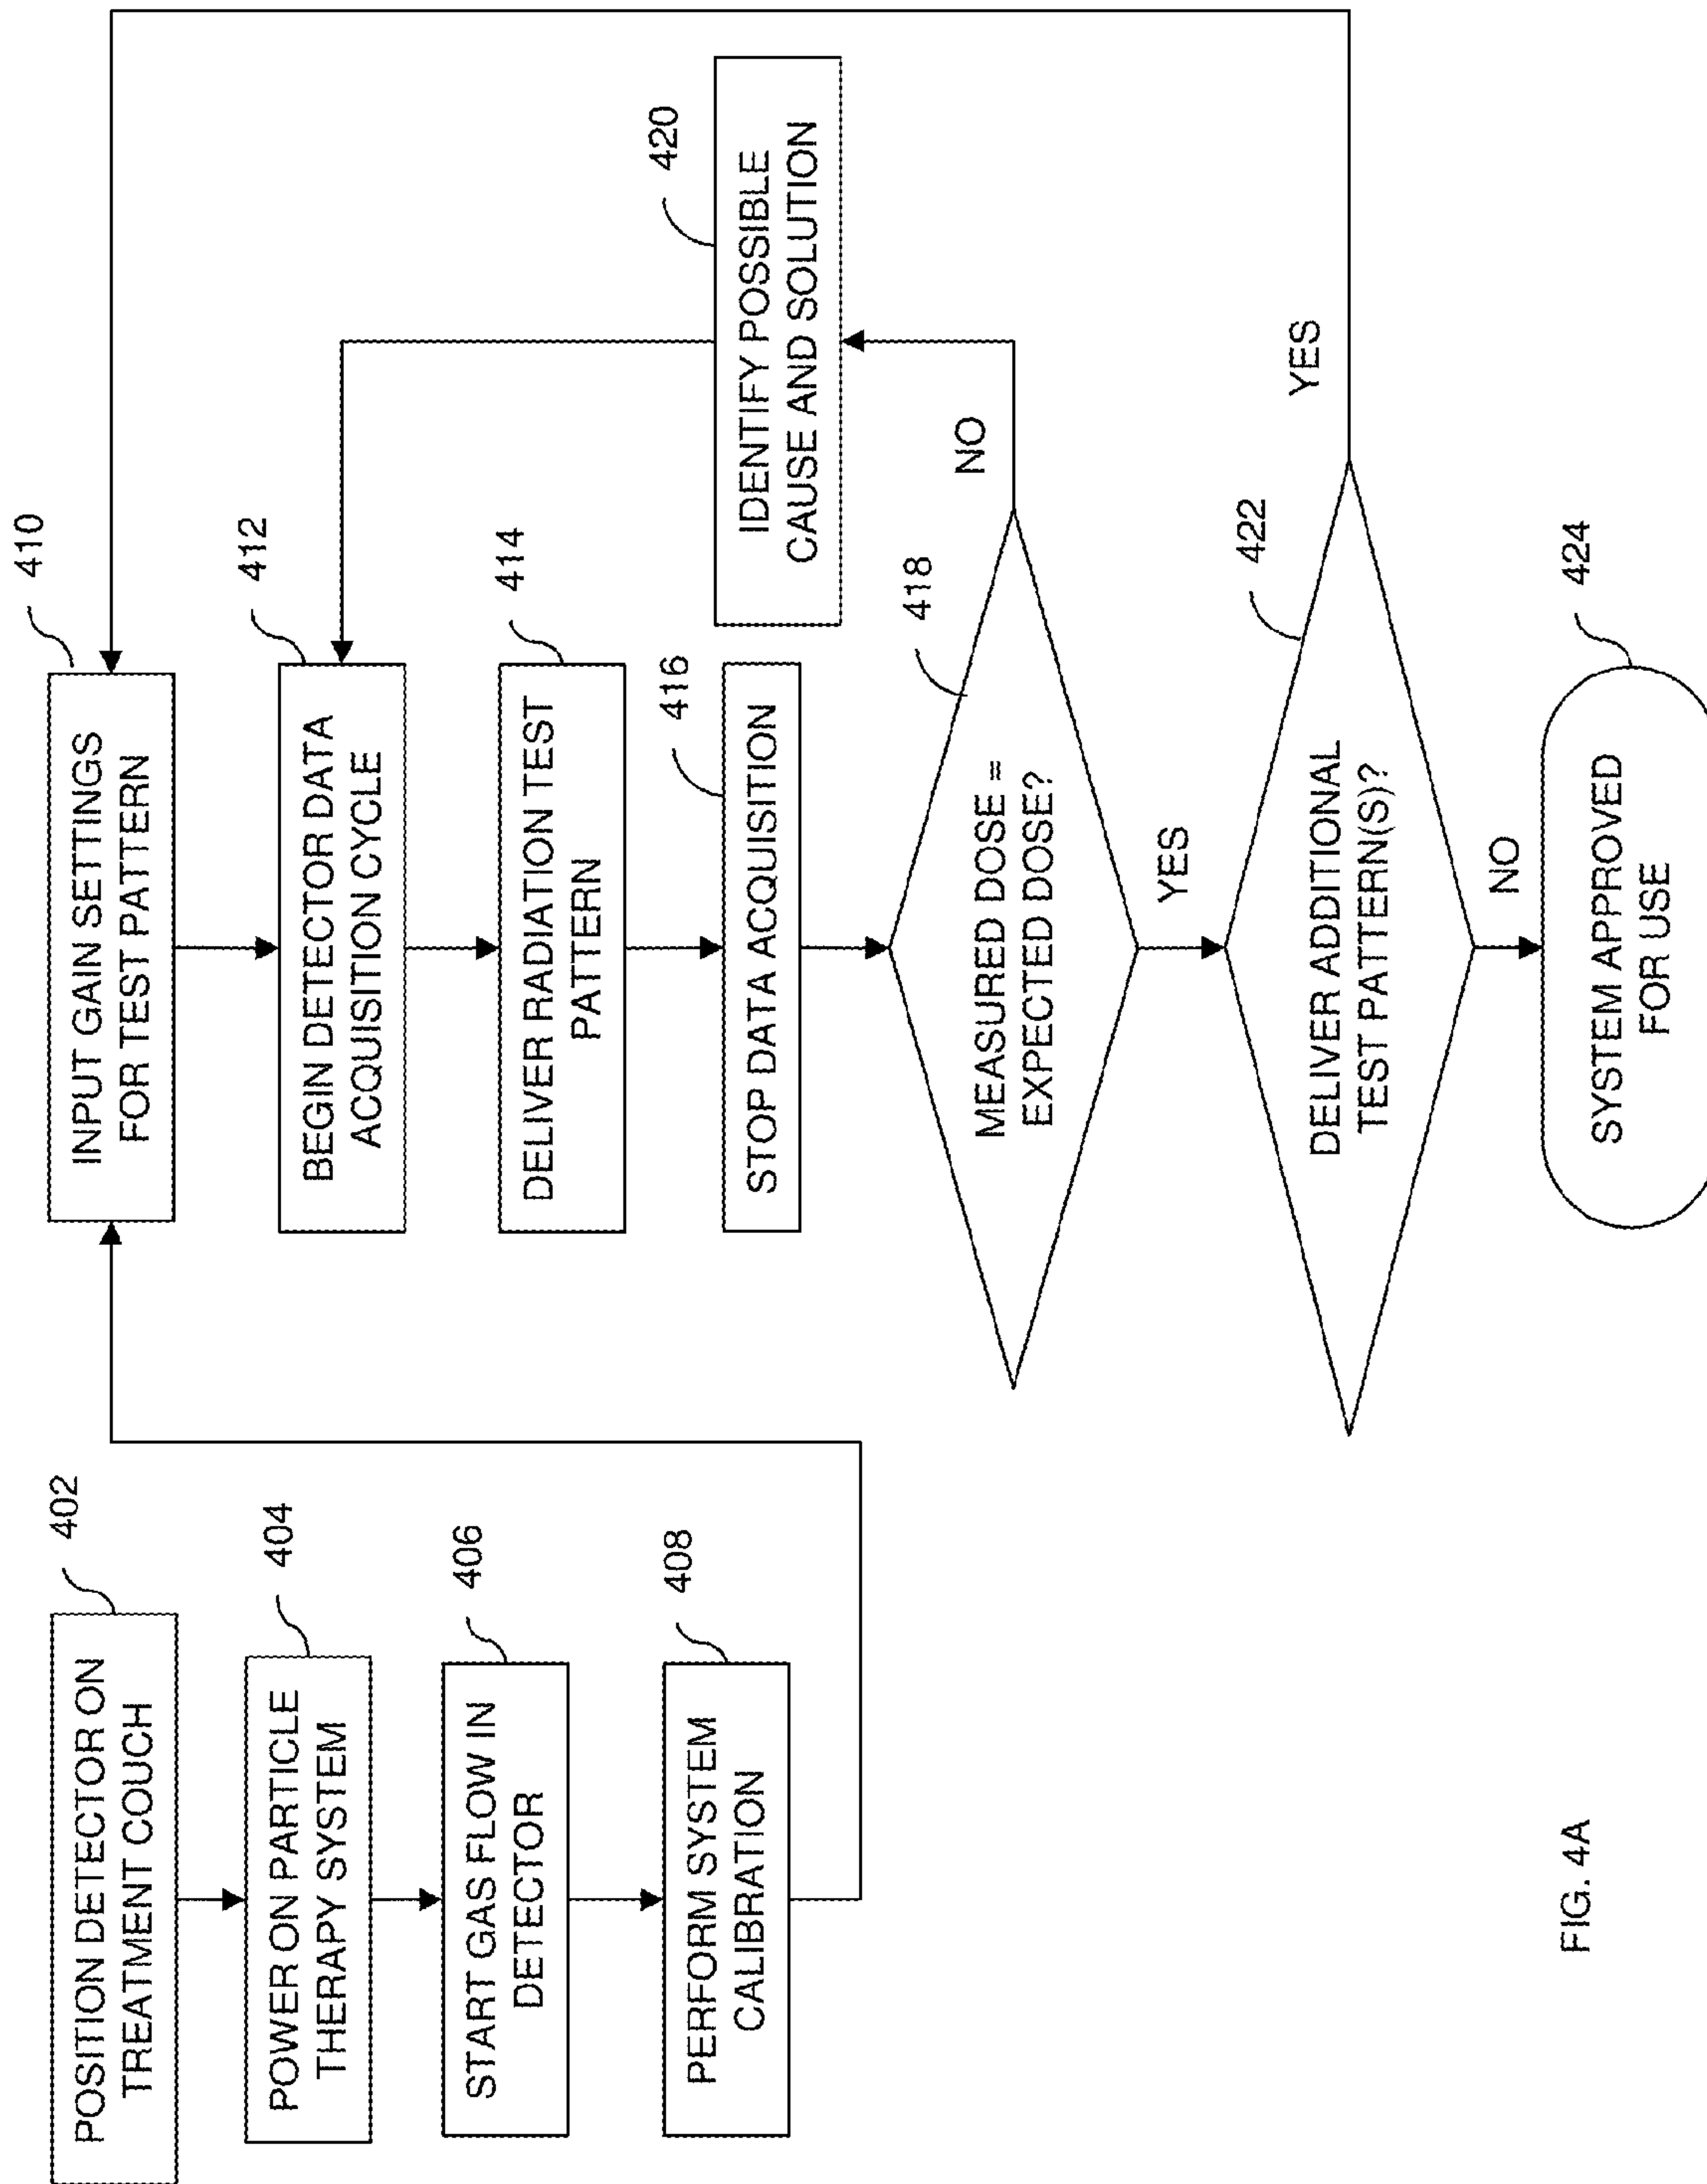 402
POSITION DETECTOR ON
TREATMENT COUCH
404
POWER ON PARTICLE
THERAPY SYSTEM
406
START GAS FLOW IN
DETECTOR
408
PERFORM SYSTEM
CALIBRATION
410
INPUT GAIN SETTINGS
FOR TEST PATTERN
412
BEGIN DETECTOR DATA
ACQUISITION CYCLE
414
DELIVER RADIATION TEST
PATTERN
416
STOP DATA ACQUISITION
418
MEASURED DOSE =
EXPECTED DOSE?
NO
420
IDENTIFY POSSIBLE
CAUSE AND SOLUTION
YES
422
DELIVER ADDITIONAL
TEST PATTERN(S)?
YES
NO
424
SYSTEM APPROVED
FOR USE
FIG. 4A